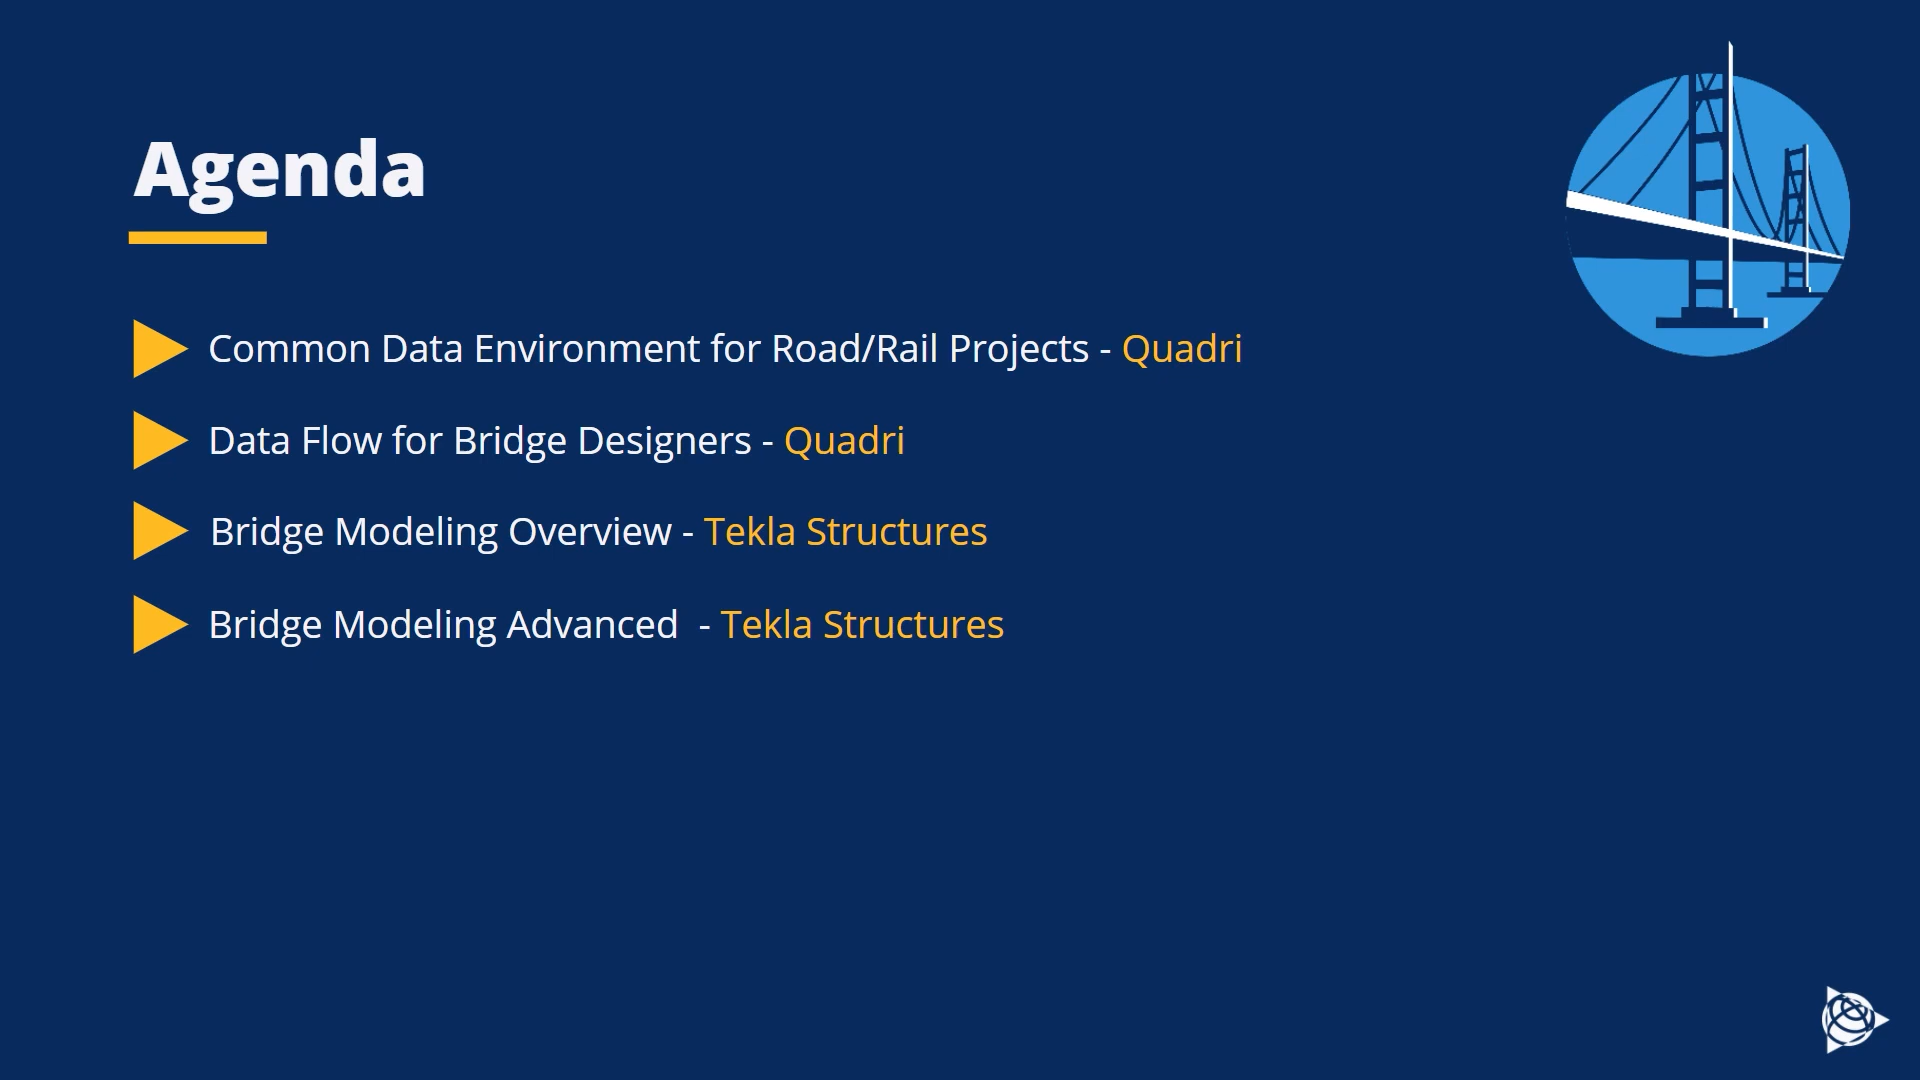 Agenda
Common Data Environment for Road/Rail Projects - Quadri
Data Flow for Bridge Designers - Quadri
Bridge Modeling Overview - Tekla Structures
Bridge Modeling Advanced  - Tekla Structures